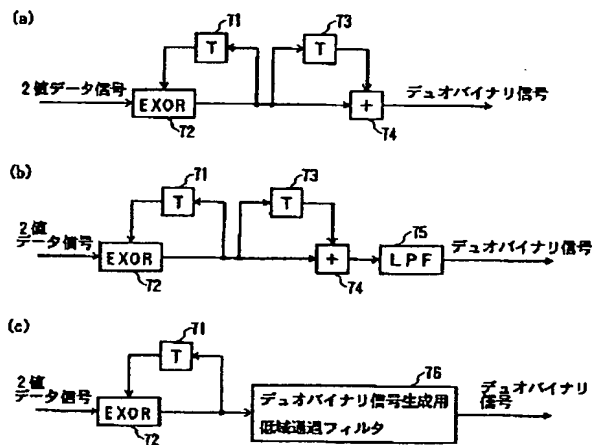 (a)
71
73
T
T
2値データ信号
EXOR
+
デュオバイナリ信号
72
74
(b)
71
73
T
T
75
2値
データ信号
EXOR
+
LPF
デュオバイナリ信号
72
74
(c)
71
T
76
2値
データ信号
EXOR
デュオバイナリ信号生成用
低域通過フィルタ
デュオバイナリ
信号
72